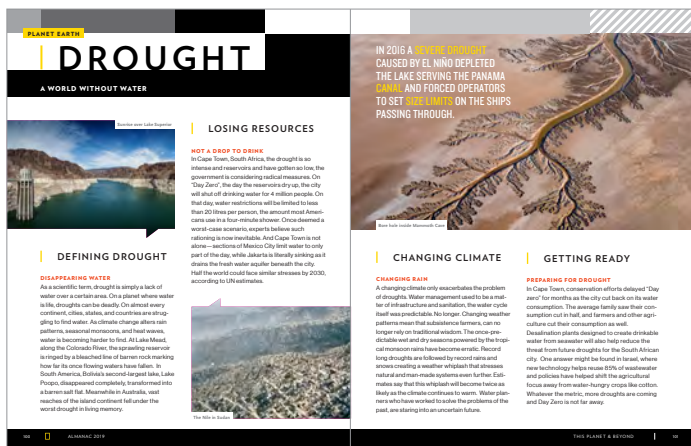 PLANET EARTH
DROUGHT
A WORLD WITHOUT WATER
Sunrise over Lake Superior
DEFINING DROUGHT
DISAPPEARING WATER
As a scientific term, drought is simply a lack of
water over a certain area. On a planet where water
is life, droughts can be deadly. On almost every
continent, cities, states, and countries are strug-
gling to find water. As climate change alters rain
patterns, seasonal monsoons, and heat waves,
water is becoming harder to find. At Lake Mead,
along the Colorado River, the sprawling reservoir
is ringed by a bleached line of barren rock marking
how far its once flowing waters have fallen. In
South America, Bolivia's second-largest lake, Lake
Poopo, disappeared completely, transformed into
a barren salt flat. Meanwhile in Australia, vast
reaches of the island continent fell under the
worst drought in living memory.
LOSING RESOURCES
NOT A DROP TO DRINK
In Cape Town, South Africa, the drought is so
intense and reservoirs and have gotten so low, the
government is considering radical measures. On
"Day Zero", the day the reservoirs dry up, the city
will shut off drinking water for 4 million people. On
that day, water restrictions will be limited to less
than 20 litres per person, the amount most Ameri-
cans use in a four-minute shower. Once deemed a
worst-case scenario, experts believe such
rationing is now inevitable. And Cape Town is not
alone—sections of Mexico City limit water to only
part of the day, while Jakarta is literally sinking as it
drains the fresh water aquifer beneath the city.
Half the world could face similar stresses by 2030,
according to UN estimates.
The Nile in Sudan
100
ALMANAC 2019
IN 2016 A SEVERE DROUGHT
CAUSED BY EL NIÑO DEPLETED
THE LAKE SERVING THE PANAMA
CANAL AND FORCED OPERATORS
TO SET SIZE LIMITS ON THE SHIPS
PASSING THROUGH.
Bore hole inside Mammoth Cave
CHANGING CLIMATE
CHANGING RAIN
A changing climate only exacerbates the problem
of droughts. Water management used to be a mat-
ter of infrastructure and sanitation, the water cycle
itself was predictable. No longer. Changing weather
patterns mean that subsistence farmers, can no
longer rely on traditional wisdom. The once-pre-
dictable wet and dry seasons powered by the tropi-
cal monsoon rains have become erratic. Record
long droughts are followed by record rains and
snows creating a weather whiplash that stresses
natural and man-made systems even further. Esti-
mates say that this whiplash will become twice as
likely as the climate continues to warm. Water plan-
ners who have worked to solve the problems of the
past, are staring into an uncertain future.
GETTING READY
PREPARING FOR DROUGHT
In Cape Town, conservation efforts delayed "Day
zero" for months as the city cut back on its water
consumption. The average family saw their con-
sumption cut in half, and farmers and other agri-
culture cut their consumption as well.
Desalination plants designed to create drinkable
water from seawater will also help reduce the
threat from future droughts for the South African
city. One answer might be found in Israel, where
new technology helps reuse 85% of wastewater
and policies have helped shift the agricultural
focus away from water-hungry crops like cotton.
Whatever the metric, more droughts are coming
and Day Zero is not far away.
THIS PLANET & BEYOND